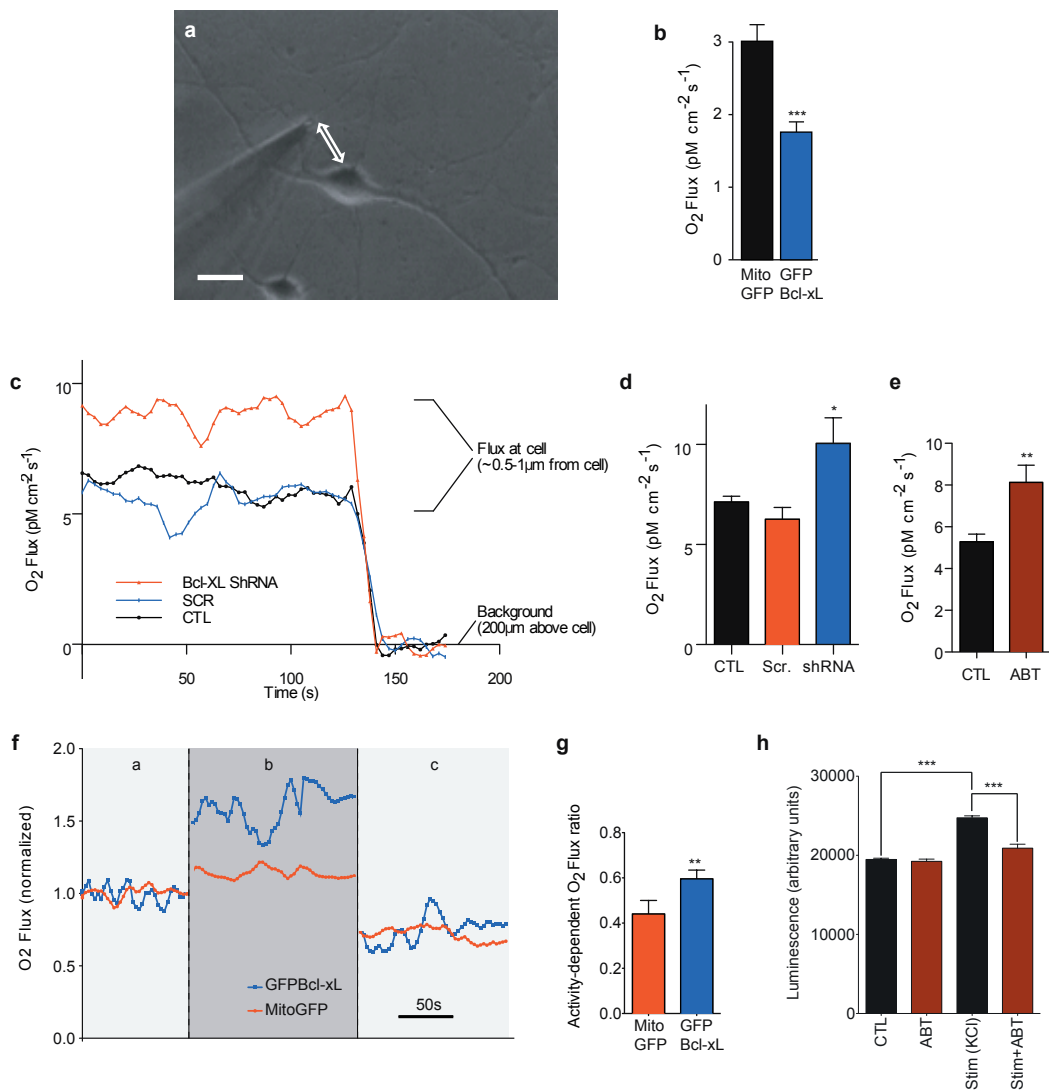 a
b
O2 Flux (pM cm-2 s-1)
3
2
1
0
***
Mito GFP
GFP Bcl-xL
c
O2 Flux (pM cm-2 s-1)
10
5
0
50
100
150
200
Time (s)
Bcl-XL ShRNA
SCR
CTL
Flux at cell
(~0.5-1µm from cell)
Background
(200µm above cell)
d
O2 Flux (pM cm-2 s-1)
10
5
0
*
CTL
Scr.
shRNA
e
O2 Flux (pM cm-2 s-1)
10
8
6
4
2
0
**
CTL
ABT
f
O2 Flux (normalized)
2.0
1.5
1.0
0.5
0.0
a
b
c
GFPBcl-xL
MitoGFP
50s
g
Activity-dependent O2Flux ratio
0.8
0.6
0.4
0.2
0.0
**
Mito GFP
GFP Bcl-xL
h
Luminescence (arbitrary units)
30000
20000
10000
0
***
***
CTL
ABT
Stim (KCl)
Stim+ABT